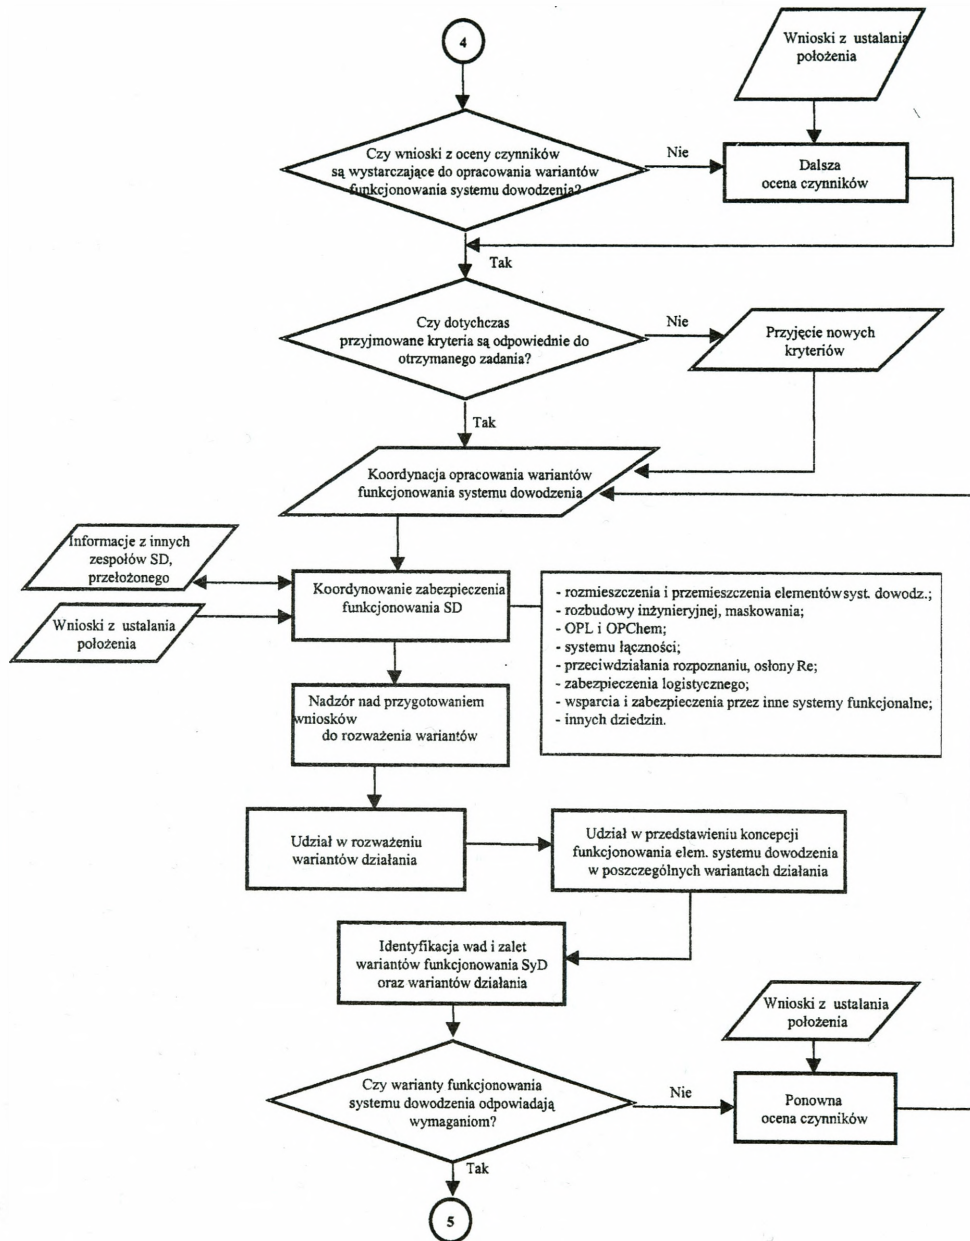 4
Wnioski z ustalania
położenia
Czy wnioski z oceny czynników
są wystarczające do opracowania wariantów
funkcjonowania systemu dowodzenia?
Nie
Dalsza
ocena czynników
Tak
Czy dotychczas
przyjmowane kryteria są odpowiednie do
otrzymanego zadania?
Nie
Przyjęcie nowych
kryteriów
Tak
Koordynacja opracowania wariantów
funkcjonowania systemu dowodzenia
Informacje z innych
zespołów SD,
przełożonego
Wnioski z ustalania
położenia
Koordynowanie zabezpieczenia
funkcjonowania SD
- rozmieszczenia i przemieszczenia elementów syst. dowodz.;
- rozbudowy inżynieryjnej, maskowania;
- OPL i OPChem;
- systemu łączności;
- przeciwdziałania rozpoznaniu, osłony Re;
- zabezpieczenia logistycznego;
- wsparcia i zabezpieczenia przez inne systemy funkcjonalne;
- innych dziedzin.
Nadzór nad przygotowaniem
wniosków
do rozważenia wariantów
Udział w rozważeniu
wariantów działania
Udział w przedstawieniu koncepcji
funkcjonowania elem. systemu dowodzenia
w poszczególnych wariantach działania
Identyfikacja wad i zalet
wariantów funkcjonowania SyD
oraz wariantów działania
Wnioski z ustalania
położenia
Czy warianty funkcjonowania
systemu dowodzenia odpowiadają
wymaganiom?
Nie
Ponowna
ocena czynników
Tak
5